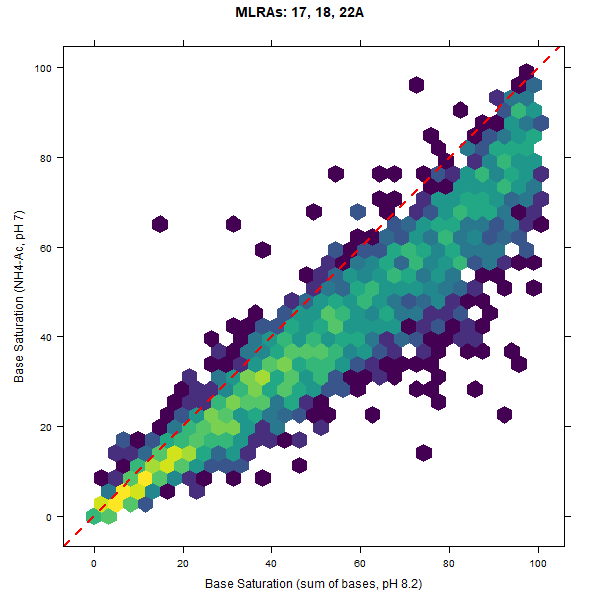 MLRAs: 17, 18, 22A
Base Saturation (NH4-Ac, pH 7)
100
80
60
40
20
0
0 20 40 60 80 100
Base Saturation (sum of bases, pH 8.2)